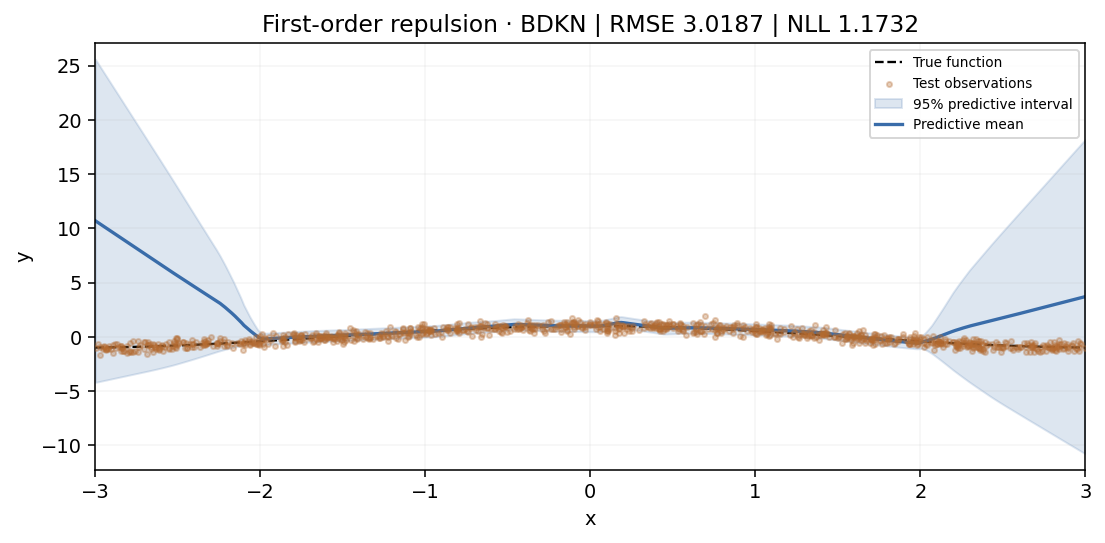 First-order repulsion · BDKN | RMSE 3.0187 | NLL 1.1732
True function
Test observations
95% predictive interval
Predictive mean
y
25
20
15
10
5
0
−5
−10
−3
−2
−1
0
1
2
3
x